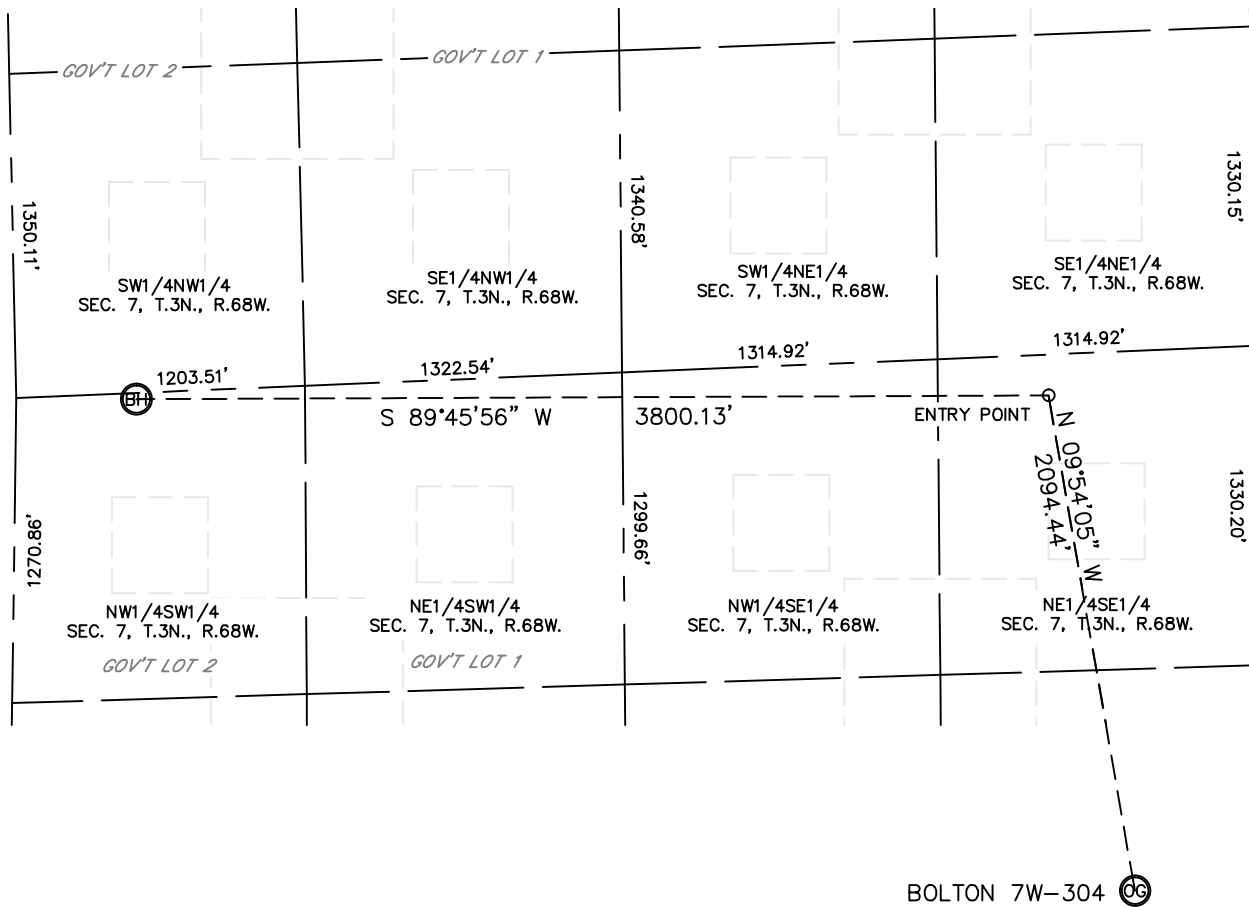 GOV'T LOT 2
GOV'T LOT 1
1350.11'
1340.58'
1330.15'
SW1/4NW1/4
SEC. 7, T.3N., R.68W.
SE1/4NW1/4
SEC. 7, T.3N., R.68W.
SW1/4NE1/4
SEC. 7, T.3N., R.68W.
SE1/4NE1/4
SEC. 7, T.3N., R.68W.
1203.51'
1322.54'
1314.92'
1314.92'
BH
S 89°45'56" W
3800.13'
ENTRY POINT
N 09°54'05" W
2094.44'
1270.86'
1299.66'
1330.20'
NW1/4SW1/4
SEC. 7, T.3N., R.68W.
GOV'T LOT 2
NE1/4SW1/4
SEC. 7, T.3N., R.68W.
GOV'T LOT 1
NW1/4SE1/4
SEC. 7, T.3N., R.68W.
NE1/4SE1/4
SEC. 7, T.3N., R.68W.
BOLTON 7W-304 OG